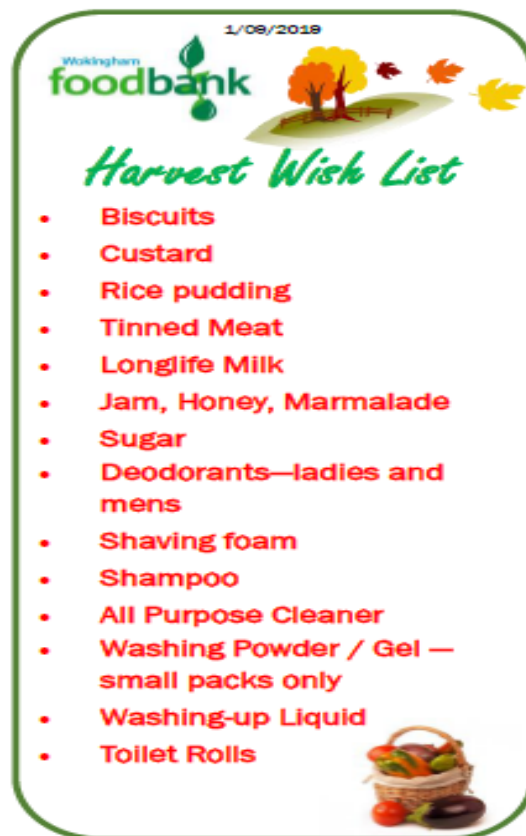 1/09/2019
Wokingham
foodbank
Harvest Wish List
• Biscuits
• Custard
• Rice pudding
• Tinned Meat
• Longlife Milk
• Jam, Honey, Marmalade
• Sugar
• Deodorants—ladies and
mens
• Shaving foam
• Shampoo
• All Purpose Cleaner
• Washing Powder / Gel —
small packs only
• Washing-up Liquid
• Toilet Rolls